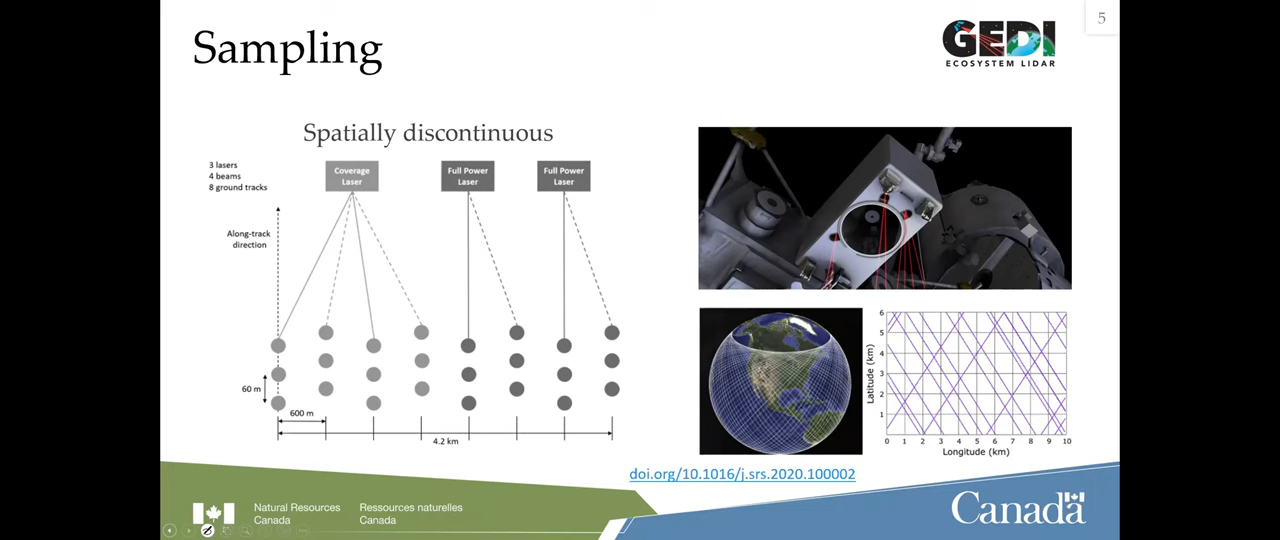 5
Sampling
GEDI
ECOSYSTEM LIDAR
Spatially discontinuous
3 lasers
4 beams
8 ground tracks
Coverage
Laser
Full Power
Laser
Full Power
Laser
Along-track
direction
60 m
600 m
4.2 km
6
5
4
3
2
1
Latitude (km)
0 1 2 3 4 5 6 7 8 9 10
Longitude (km)
doi.org/10.1016/j.srs.2020.100002
Natural Resources
Canada
Ressources naturelles
Canada
Canada